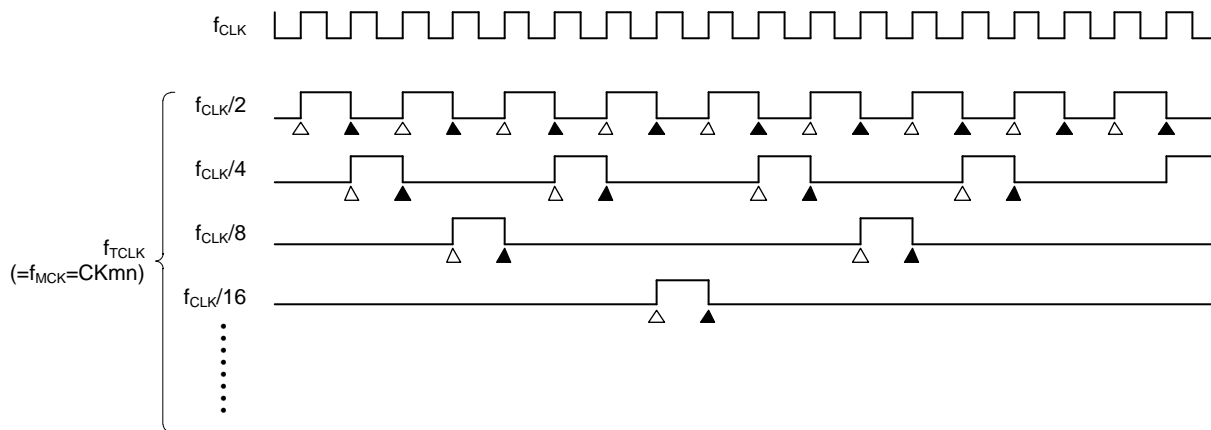 fCLK
fCLK/2
fCLK/4
fCLK/8
fTCLK
(=fMCK=CKmn)
fCLK/16